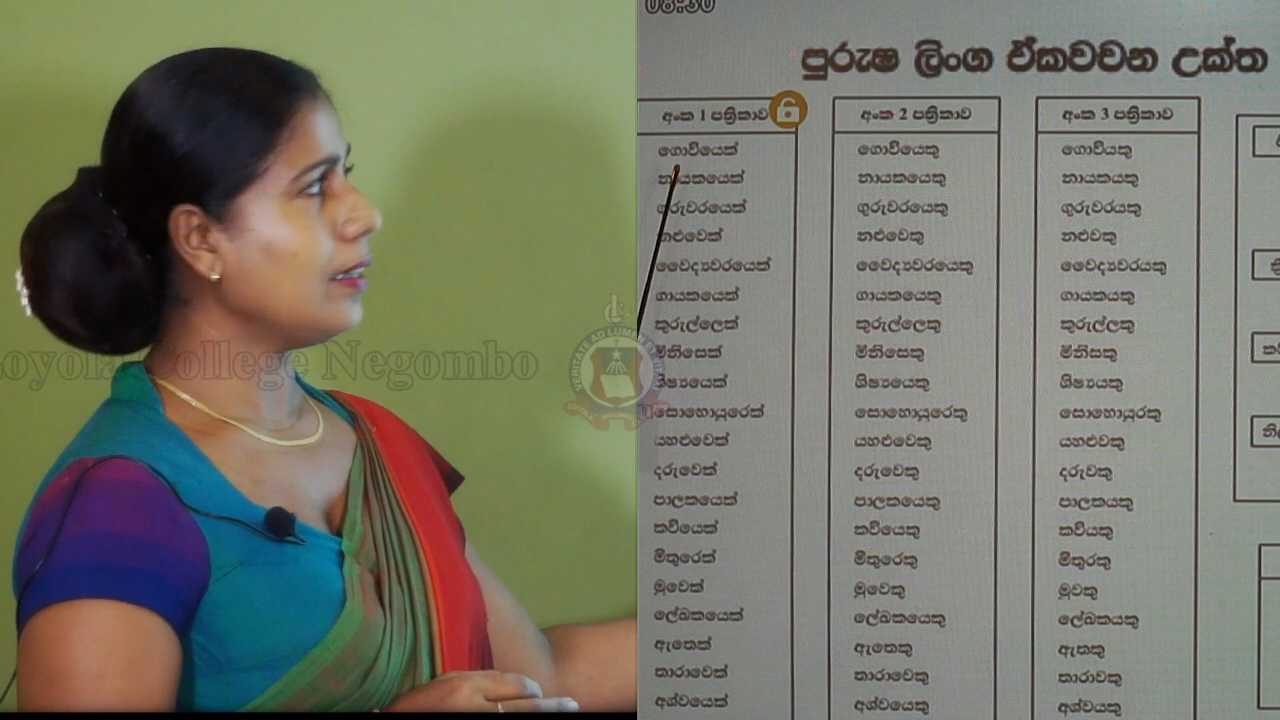 08:30
පුරුෂ ලිංග ඒකවචන උක්ත
අංක 1 පත්‍රිකාව
ගොවියෙක්
නායකයෙක්
ගුරුවරයෙක්
නළුවෙක්
වෛද්‍යවරයෙක්
ගායකයෙක්
කුරුල්ලෙක්
මිනිසෙක්
ශිෂ්‍යයෙක්
සොහොයුරෙක්
යහළුවෙක්
දරුවෙක්
පාලකයෙක්
කවියෙක්
මිතුරෙක්
මූවෙක්
ලේඛකයෙක්
ඇතෙක්
තාරාවෙක්
අශ්වයෙක්
අංක 2 පත්‍රිකාව
ගොවියෙකු
නායකයෙකු
ගුරුවරයෙකු
නළුවෙකු
වෛද්‍යවරයෙකු
ගායකයෙකු
කුරුල්ලෙකු
මිනිසෙකු
ශිෂ්‍යයෙකු
සොහොයුරෙකු
යහළුවෙකු
දරුවෙකු
පාලකයෙකු
කවියෙකු
මිතුරෙකු
මූවෙකු
ලේඛකයෙකු
ඇතෙකු
තාරාවෙකු
අශ්වයෙකු
අංක 3 පත්‍රිකාව
ගොවියකු
නායකයකු
ගුරුවරයකු
නළුවකු
වෛද්‍යවරයකු
ගායකයකු
කුරුල්ලකු
මිනිසකු
ශිෂ්‍යයකු
සොහොයුරකු
යහළුවකු
දරුවකු
පාලකයකු
කවියකු
මිතුරකු
මූවකු
ලේඛකයකු
ඇතකු
තාරාවකු
අශ්වයකු
Loyola College Negombo